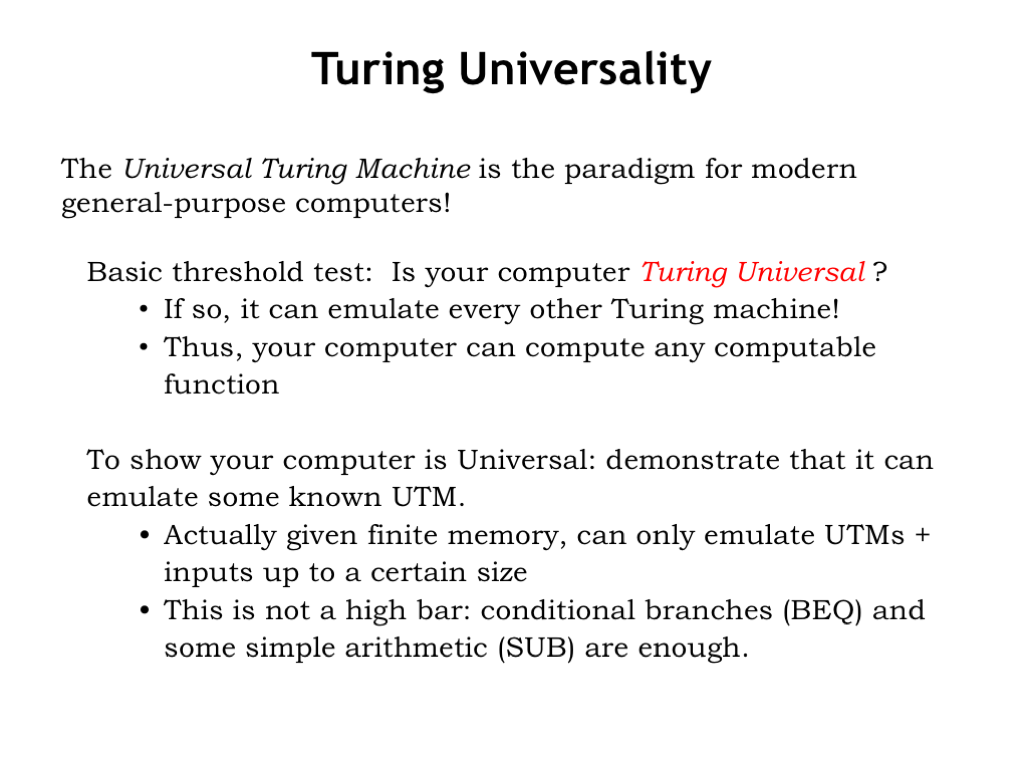 Turing Universality
The Universal Turing Machine is the paradigm for modern
general-purpose computers!
Basic threshold test:  Is your computer Turing Universal ?
• If so, it can emulate every other Turing machine!
• Thus, your computer can compute any computable
function
To show your computer is Universal: demonstrate that it can
emulate some known UTM.
• Actually given finite memory, can only emulate UTMs +
inputs up to a certain size
• This is not a high bar: conditional branches (BEQ) and
some simple arithmetic (SUB) are enough.